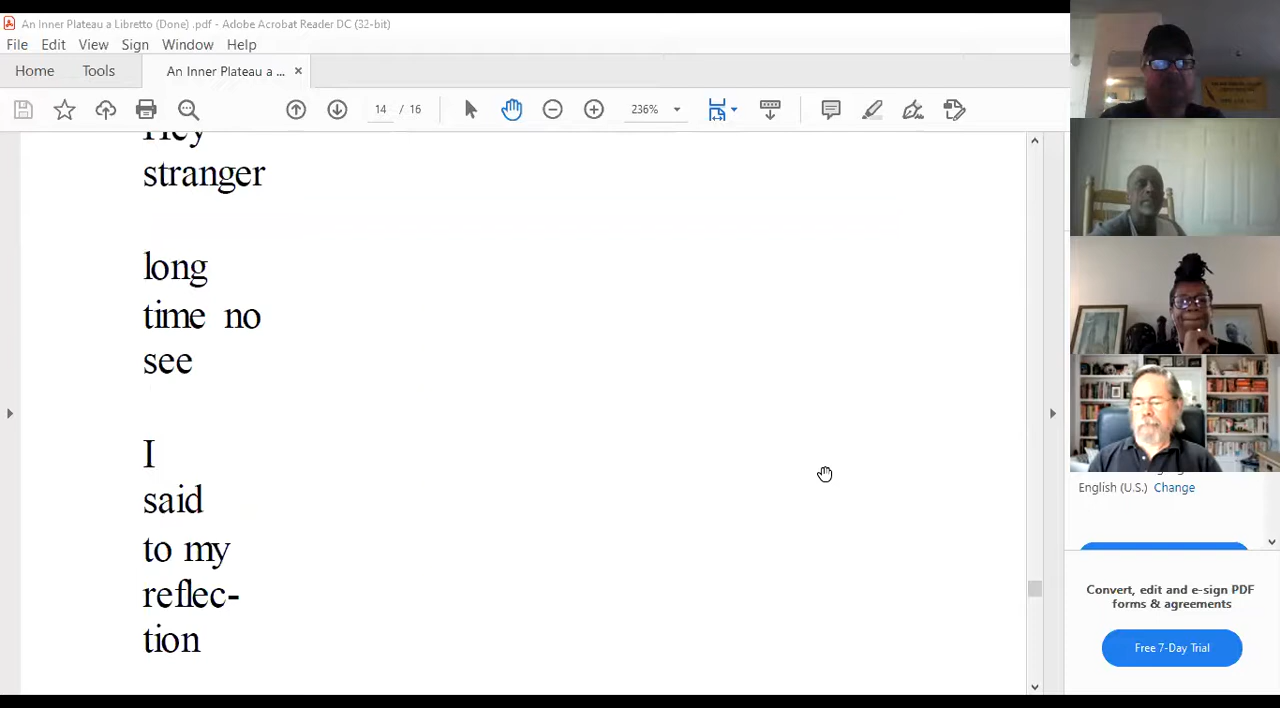 An Inner Plateau a Libretto (Done) .pdf - Adobe Acrobat Reader DC (32-bit)
File Edit View Sign Window Help
Home Tools An Inner Plateau a ... ×
14 / 16 236%
Hey
stranger
long
time no
see
I
said
to my
reflec-
tion
English (U.S.) Change
Convert, edit and e-sign PDF
forms & agreements
Free 7-Day Trial